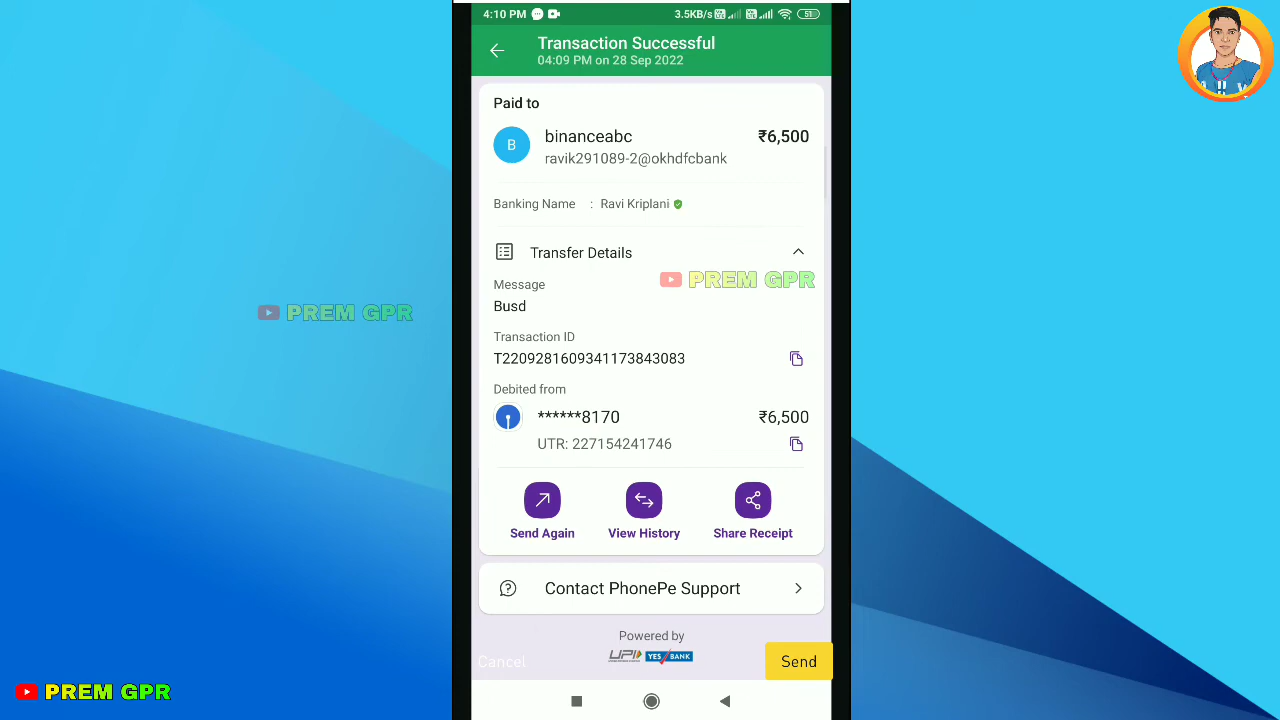 4:10 PM
3.5KB/s
51
Transaction Successful
04:09 PM on 28 Sep 2022
Paid to
B
binanceabc
₹6,500
ravik291089-2@okhdfcbank
Banking Name : Ravi Kriplani
Transfer Details
PREM GPR
Message
PREM GPR
Busd
Transaction ID
T2209281609341173843083
Debited from
******8170
₹6,500
UTR: 227154241746
Send Again
View History
Share Receipt
Contact PhonePe Support
Powered by
UPI
YES BANK
Cancel
Send
PREM GPR